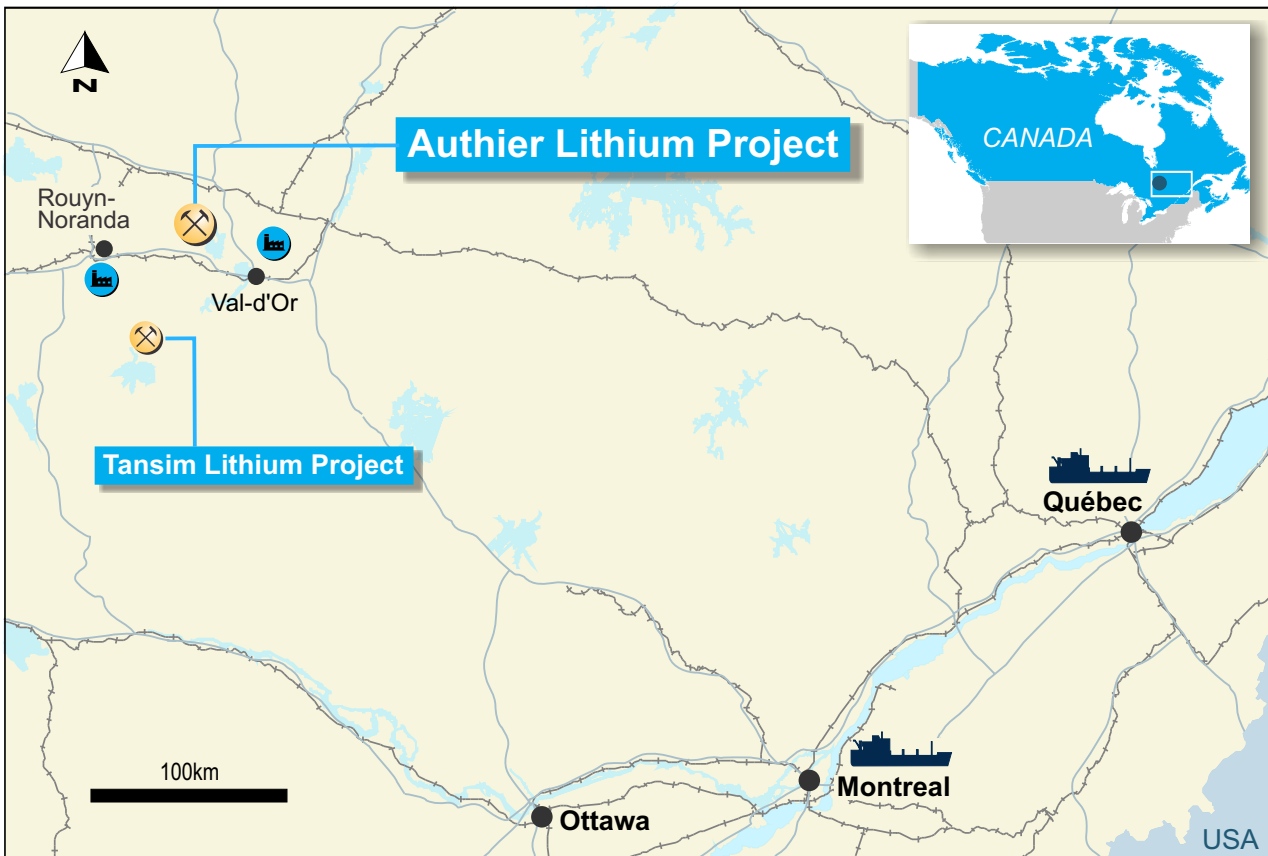 N
CANADA
Authier Lithium Project
Rouyn-
Noranda
Val-d'Or
Tansim Lithium Project
Québec
100km
Montreal
Ottawa
USA